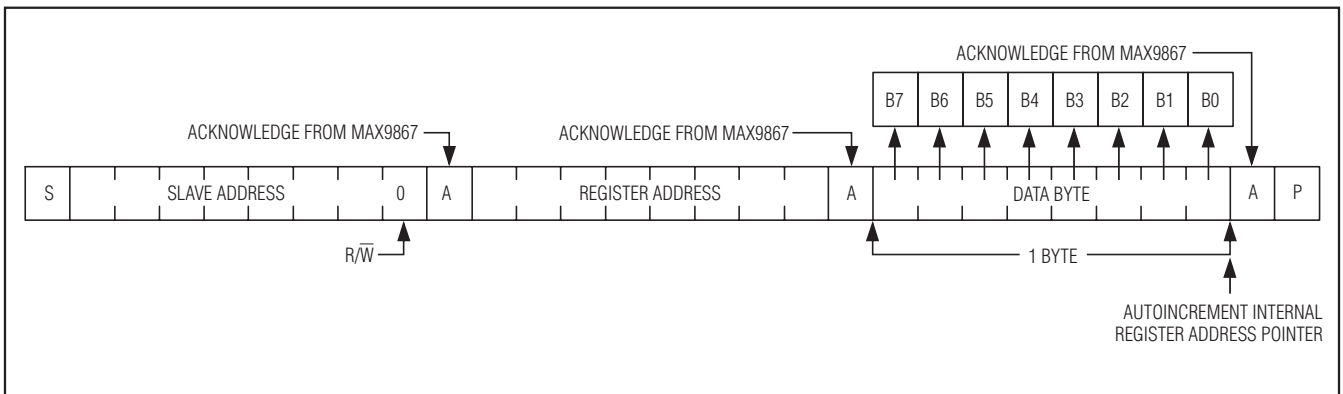 ACKNOWLEDGE FROM MAX9867
B7 B6 B5 B4 B3 B2 B1 B0
ACKNOWLEDGE FROM MAX9867 ACKNOWLEDGE FROM MAX9867
S SLAVE ADDRESS 0 A REGISTER ADDRESS A DATA BYTE A P
R/W̅ 1 BYTE
AUTOINCREMENT INTERNAL
REGISTER ADDRESS POINTER